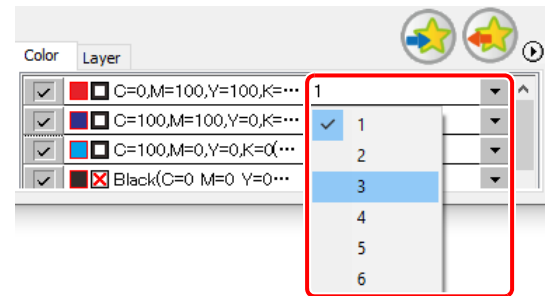 Color Layer
C=0,M=100,Y=100,K=… 1
C=100,M=100,Y=0,K=…
C=100,M=0,Y=0,K=0(…
Black(C=0 M=0 Y=0…
1
2
3
4
5
6